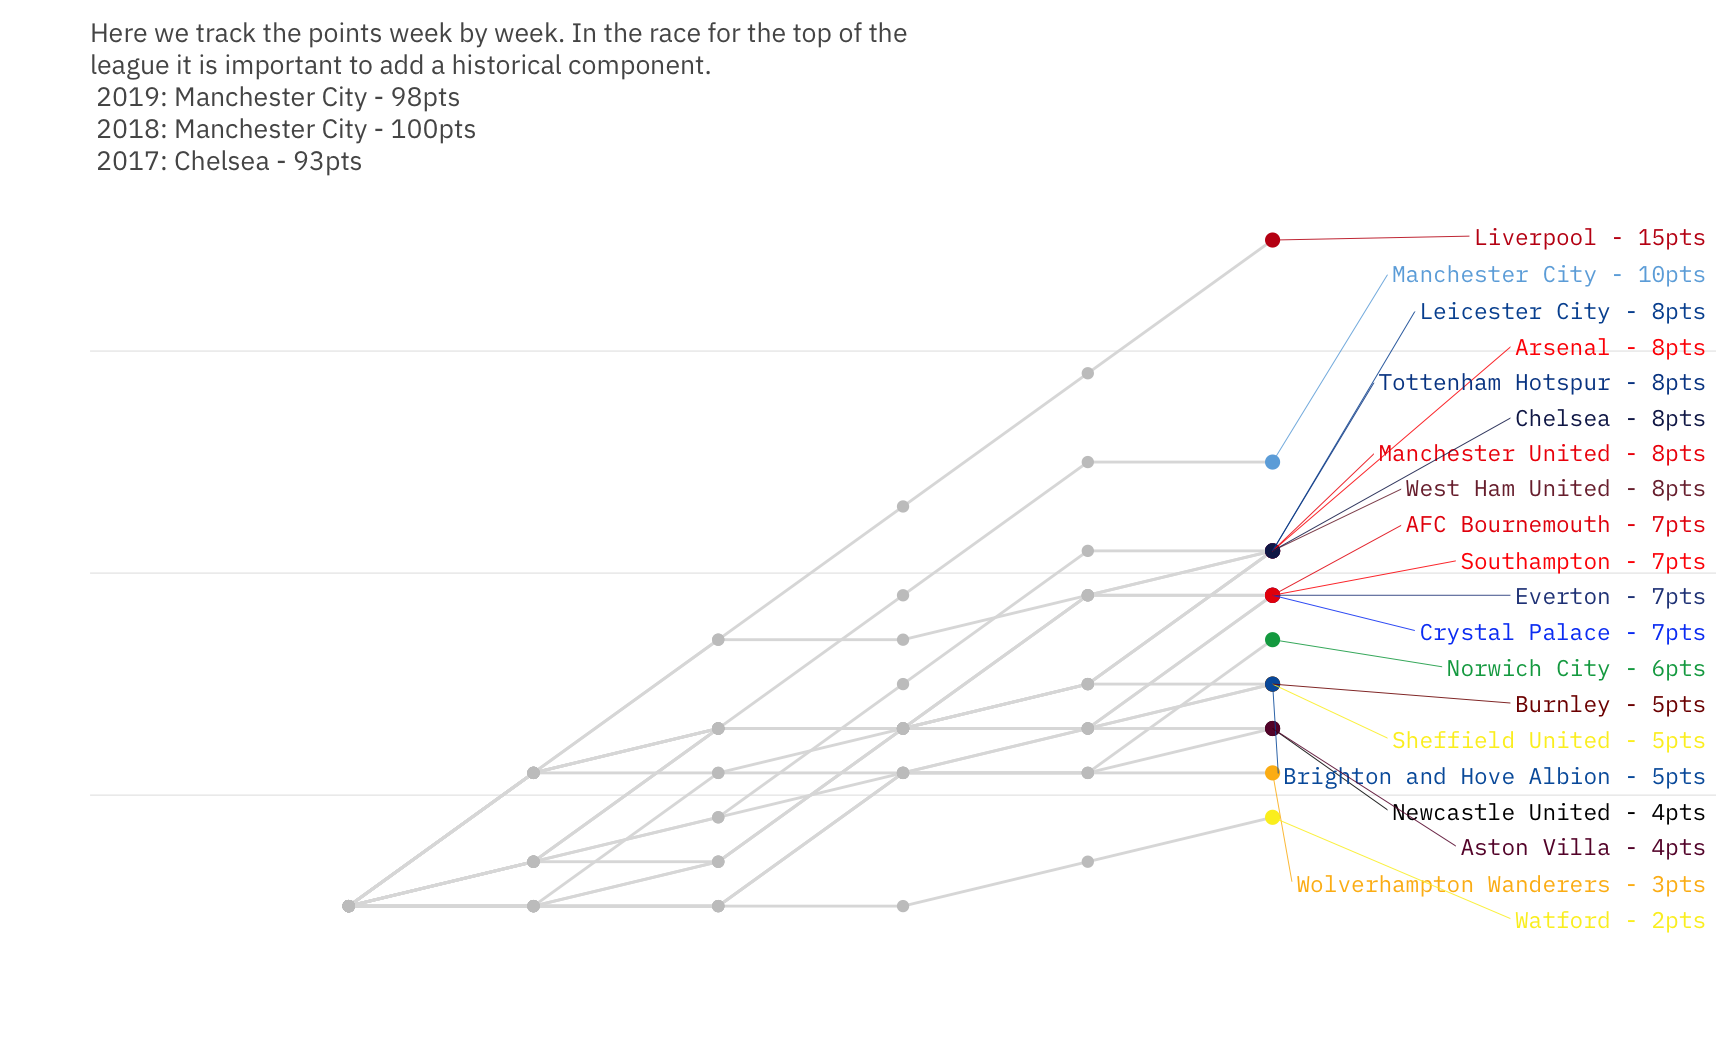 Here we track the points week by week. In the race for the top of the
league it is important to add a historical component.
2019: Manchester City - 98pts
2018: Manchester City - 100pts
2017: Chelsea - 93pts
Liverpool - 15pts
Manchester City - 10pts
Leicester City - 8pts
Arsenal - 8pts
Tottenham Hotspur - 8pts
Chelsea - 8pts
Manchester United - 8pts
West Ham United - 8pts
AFC Bournemouth - 7pts
Southampton - 7pts
Everton - 7pts
Crystal Palace - 7pts
Norwich City - 6pts
Burnley - 5pts
Sheffield United - 5pts
Brighton and Hove Albion - 5pts
Newcastle United - 4pts
Aston Villa - 4pts
Wolverhampton Wanderers - 3pts
Watford - 2pts